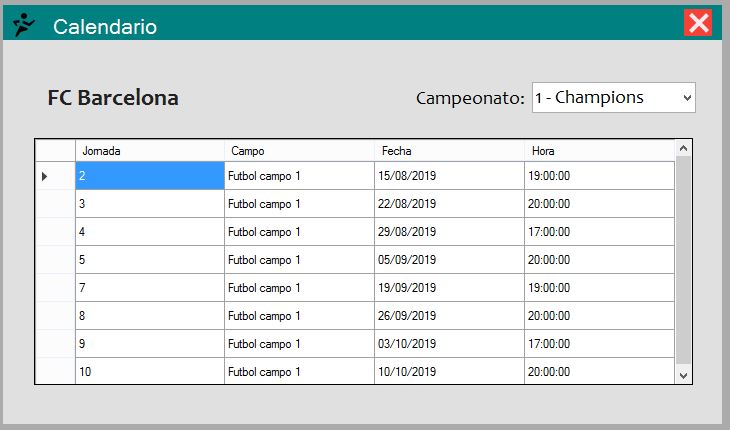 Calendario
FC Barcelona Campeonato: 1 - Champions
Jornada Campo Fecha Hora
2 Futbol campo 1 15/08/2019 19:00:00
3 Futbol campo 1 22/08/2019 20:00:00
4 Futbol campo 1 29/08/2019 17:00:00
5 Futbol campo 1 05/09/2019 20:00:00
7 Futbol campo 1 19/09/2019 19:00:00
8 Futbol campo 1 26/09/2019 20:00:00
9 Futbol campo 1 03/10/2019 17:00:00
10 Futbol campo 1 10/10/2019 20:00:00